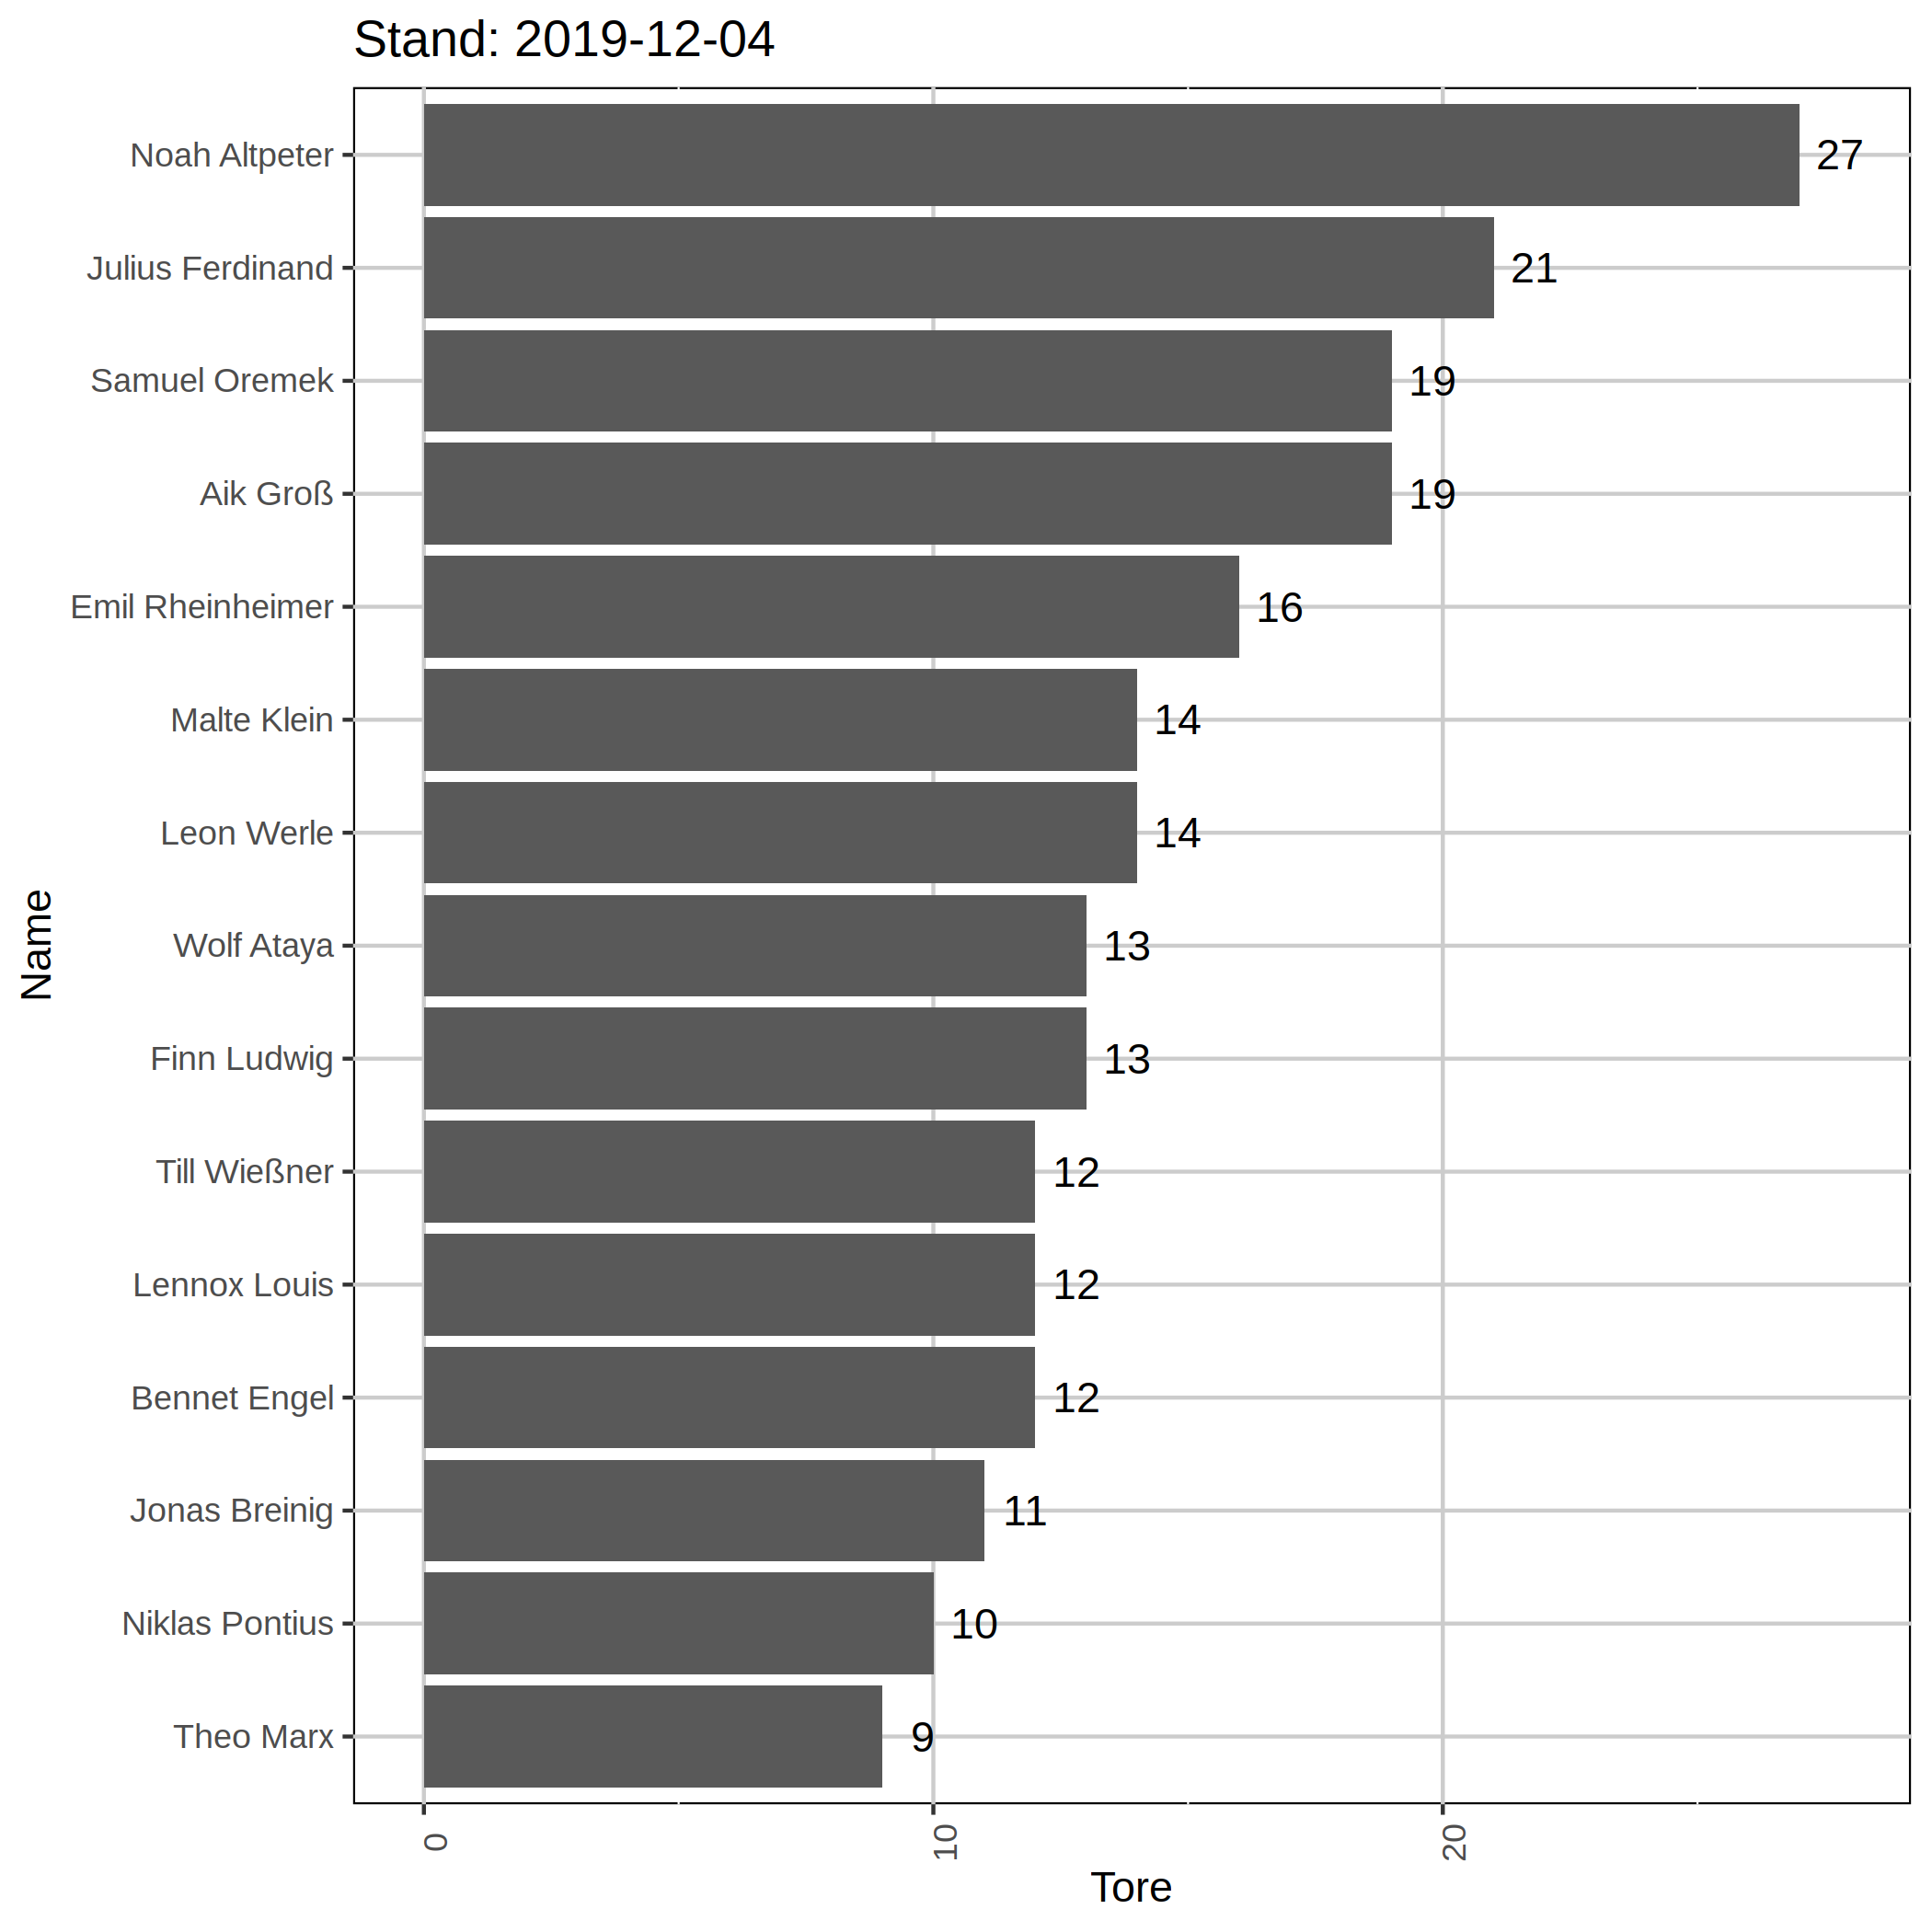 Stand: 2019-12-04
Noah Altpeter 27
Julius Ferdinand 21
Samuel Oremek 19
Aik Groß 19
Emil Rheinheimer 16
Malte Klein 14
Leon Werle 14
Wolf Ataya 13
Finn Ludwig 13
Till Wießner 12
Lennox Louis 12
Bennet Engel 12
Jonas Breinig 11
Niklas Pontius 10
Theo Marx 9
Name
0 10 20
Tore